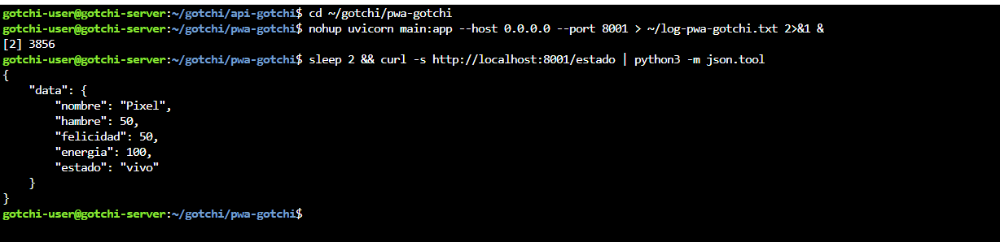 gotchi-user@gotchi-server:~/gotchi/api-gotchi$ cd ~/gotchi/pwa-gotchi
gotchi-user@gotchi-server:~/gotchi/pwa-gotchi$ nohup uvicorn main:app --host 0.0.0.0 --port 8001 > ~/log-pwa-gotchi.txt 2>&1 &
[2] 3856
gotchi-user@gotchi-server:~/gotchi/pwa-gotchi$ sleep 2 && curl -s http://localhost:8001/estado | python3 -m json.tool
{
    "data": {
        "nombre": "Pixel",
        "hambre": 50,
        "felicidad": 50,
        "energia": 100,
        "estado": "vivo"
    }
}
gotchi-user@gotchi-server:~/gotchi/pwa-gotchi$